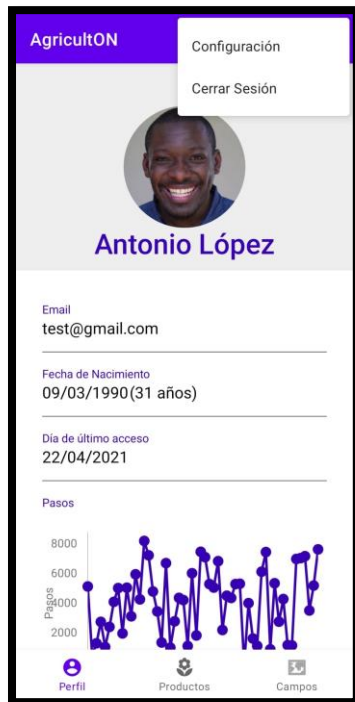 AgricultON
Configuración
Cerrar Sesión
Antonio López
Email
test@gmail.com
Fecha de Nacimiento
09/03/1990(31 años)
Día de último acceso
22/04/2021
Pasos
8000
6000
4000
2000
Pasos
Perfil
Productos
Campos